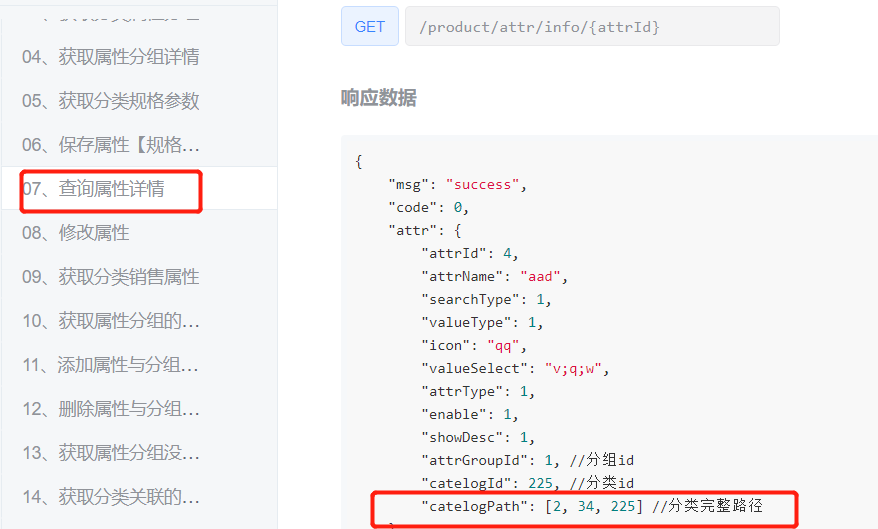 04、获取属性分组详情
05、获取分类规格参数
06、保存属性【规格...
07、查询属性详情
08、修改属性
09、获取分类销售属性
10、获取属性分组的...
11、添加属性与分组...
12、删除属性与分组...
13、获取属性分组没...
14、获取分类关联的...
GET /product/attr/info/{attrId}
响应数据
{
"msg": "success",
"code": 0,
"attr": {
"attrId": 4,
"attrName": "aad",
"searchType": 1,
"valueType": 1,
"icon": "qq",
"valueSelect": "v;q;w",
"attrType": 1,
"enable": 1,
"showDesc": 1,
"attrGroupId": 1, //分组id
"catelogId": 225, //分类id
"catelogPath": [2, 34, 225] //分类完整路径